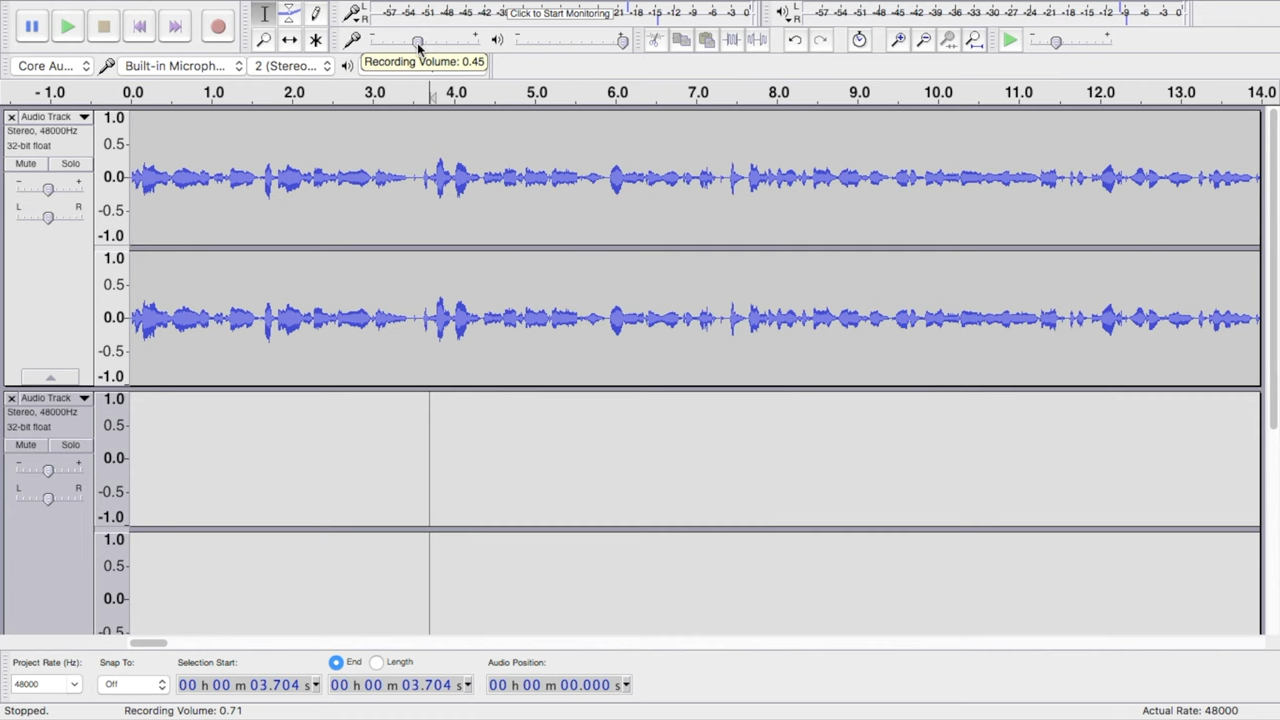 L
R
-57 -54 -51 -48 -45 -42 -3 Click to Start Monitoring 21 -18 -15 -12 -9 -6 -3 0
L
R
-57 -54 -51 -48 -45 -42 -39 -36 -33 -30 -27 -24 -21 -18 -15 -12 -9 -6 -3 0
- +
- +
- +
Core Au...
Built-in Microph...
2 (Stereo...
Recording Volume: 0.45
- 1.0 0.0 1.0 2.0 3.0 4.0 5.0 6.0 7.0 8.0 9.0 10.0 11.0 12.0 13.0 14.0
Audio Track
Stereo, 48000Hz
32-bit float
Mute Solo
- +
L R
1.0
0.5
0.0
-0.5
-1.0
1.0
0.5
0.0
-0.5
-1.0
Audio Track
Stereo, 48000Hz
32-bit float
Mute Solo
- +
L R
1.0
0.5
0.0
-0.5
-1.0
1.0
0.5
0.0
-0.5
Project Rate (Hz): Snap To: Selection Start: End Length Audio Position:
48000 Off 00 h 00 m 03.704 s 00 h 00 m 03.704 s 00 h 00 m 00.000 s
Stopped. Recording Volume: 0.71 Actual Rate: 48000